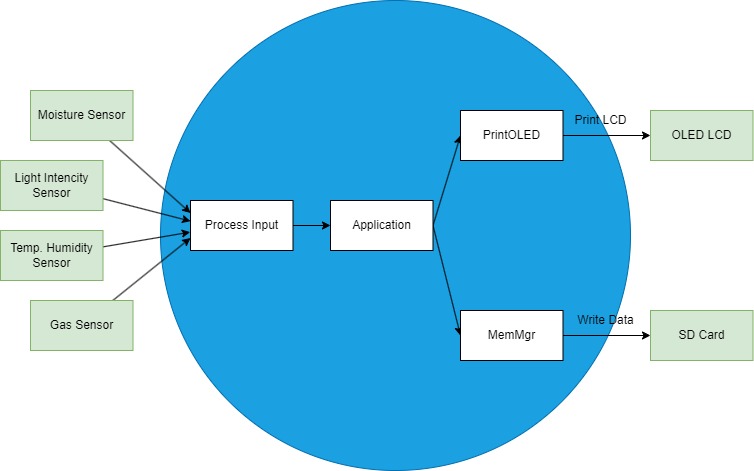 Moisture Sensor
Light Intencity
Sensor
Temp. Humidity
Sensor
Gas Sensor
Process Input
Application
PrintOLED
Print LCD
OLED LCD
MemMgr
Write Data
SD Card